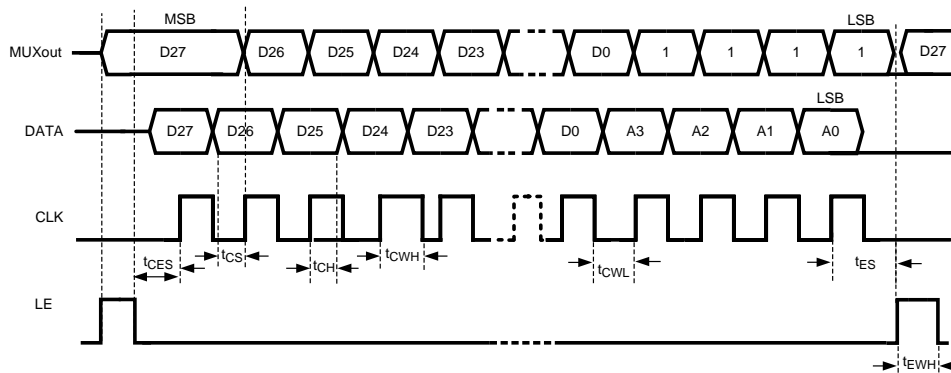 MSB LSB
MUXout D27 D26 D25 D24 D23 D0 1 1 1 1 D27
LSB
DATA D27 D26 D25 D24 D23 D0 A3 A2 A1 A0
CLK
tCES tCS tCH tCWH tCWL tES
LE
tEWH